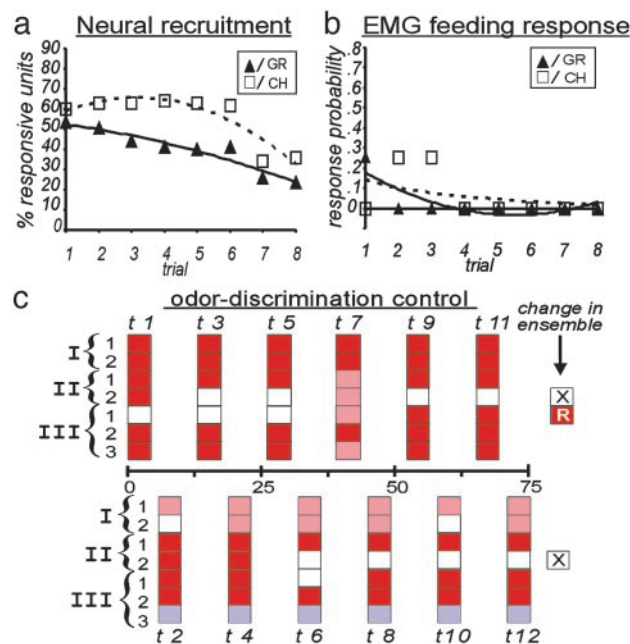 a Neural recruitment
% responsive units
90
80
70
60
50
40
30
20
10
0
▲/ GR
□/ CH
1 2 3 4 5 6 7 8
trial
b EMG feeding response
response probability
.8
.7
.6
.5
.4
.3
.2
.1
0
▲/ GR
□/ CH
1 2 3 4 5 6 7 8
trial
c odor-discrimination control
change in
ensemble
t 1 t 3 t 5 t 7 t 9 t 11
I { 1
2
II { 1
2 X
III { 1 R
2
3
0 25 50 75
I { 1
2
II { 1
2 X
III { 1
2
3
t 2 t 4 t 6 t 8 t10 t12